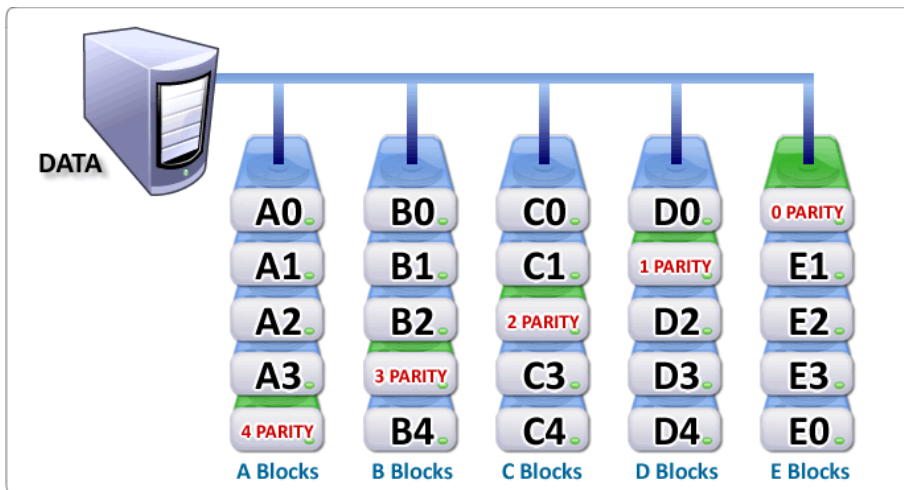 DATA
A0 B0 C0 D0 0 PARITY
A1 B1 C1 1 PARITY E1
A2 B2 2 PARITY D2 E2
A3 3 PARITY C3 D3 E3
4 PARITY B4 C4 D4 E0
A Blocks B Blocks C Blocks D Blocks E Blocks